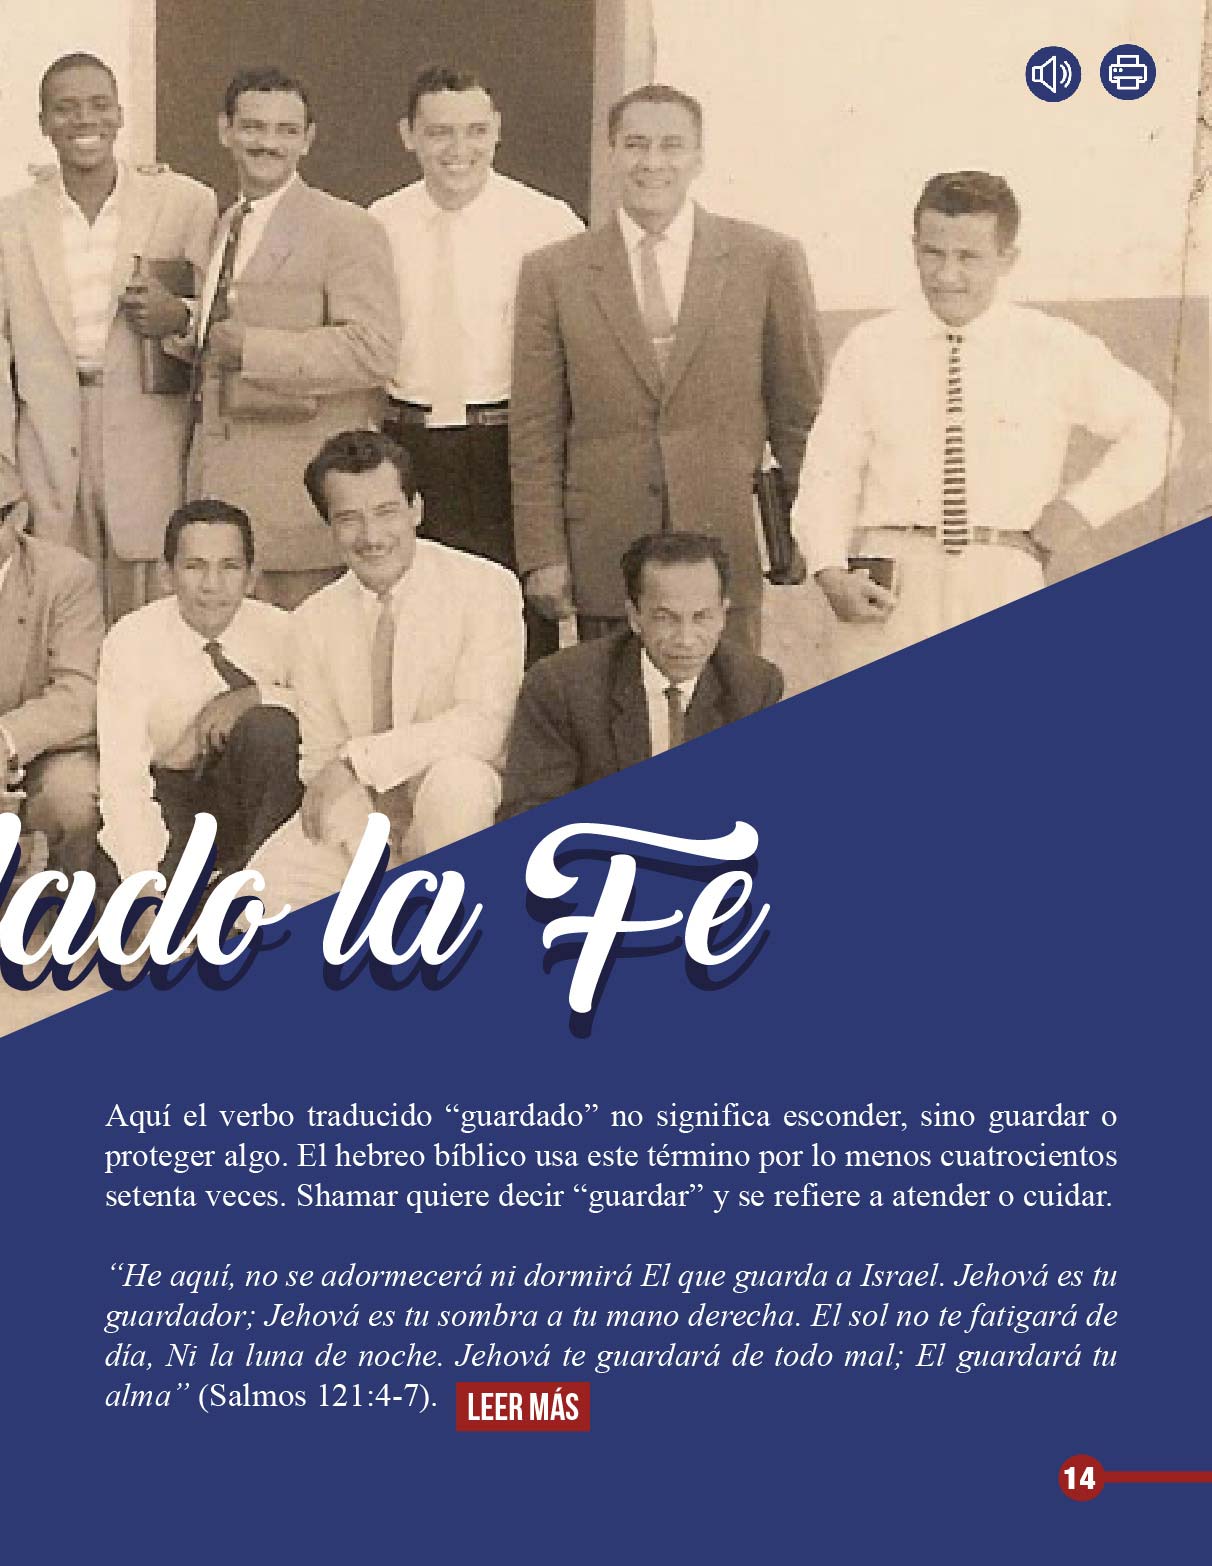 lado la Fe
Aquí el verbo traducido “guardado” no significa esconder, sino guardar o
proteger algo. El hebreo bíblico usa este término por lo menos cuatrocientos
setenta veces. Shamar quiere decir “guardar” y se refiere a atender o cuidar.
“He aquí, no se adormecerá ni dormirá El que guarda a Israel. Jehová es tu
guardador; Jehová es tu sombra a tu mano derecha. El sol no te fatigará de
día, Ni la luna de noche. Jehová te guardará de todo mal; El guardará tu
alma” (Salmos 121:4-7). LEER MÁS
14